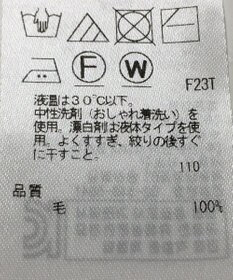 F W
F23T
液温は30℃以下。
中性洗剤(おしゃれ着洗い)を
使用。漂白剤は液体タイプを使
用。よくすすぎ、絞りの後すぐ
に干すこと。
110
品質
毛 100%